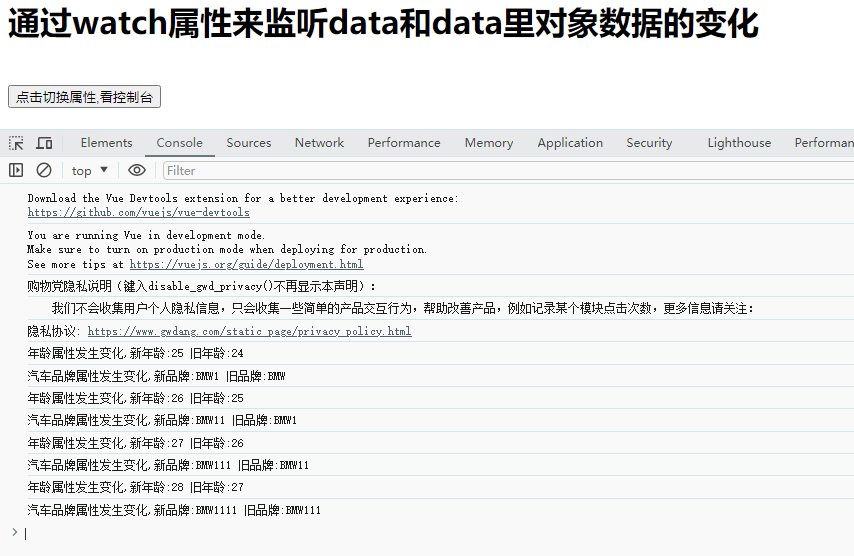 通过watch属性来监听data和data里对象数据的变化
点击切换属性,看控制台
Elements Console Sources Network Performance Memory Application Security Lighthouse Performan
top ▼ Filter
Download the Vue Devtools extension for a better development experience:
https://github.com/vuejs/vue-devtools
You are running Vue in development mode.
Make sure to turn on production mode when deploying for production.
See more tips at https://vuejs.org/guide/deployment.html
购物党隐私说明（键入disable_gwd_privacy()不再显示本声明）:
我们不会收集用户个人隐私信息，只会收集一些简单的产品交互行为，帮助改善产品，例如记录某个模块点击次数，更多信息请关注：
隐私协议: https://www.gwdang.com/static_page/privacy_policy.html
年龄属性发生变化,新年龄:25 |旧年龄:24
汽车品牌属性发生变化,新品牌:BMW1 |旧品牌:BMW
年龄属性发生变化,新年龄:26 |旧年龄:25
汽车品牌属性发生变化,新品牌:BMW11 |旧品牌:BMW1
年龄属性发生变化,新年龄:27 |旧年龄:26
汽车品牌属性发生变化,新品牌:BMW111 |旧品牌:BMW11
年龄属性发生变化,新年龄:28 |旧年龄:27
汽车品牌属性发生变化,新品牌:BMW1111 |旧品牌:BMW111